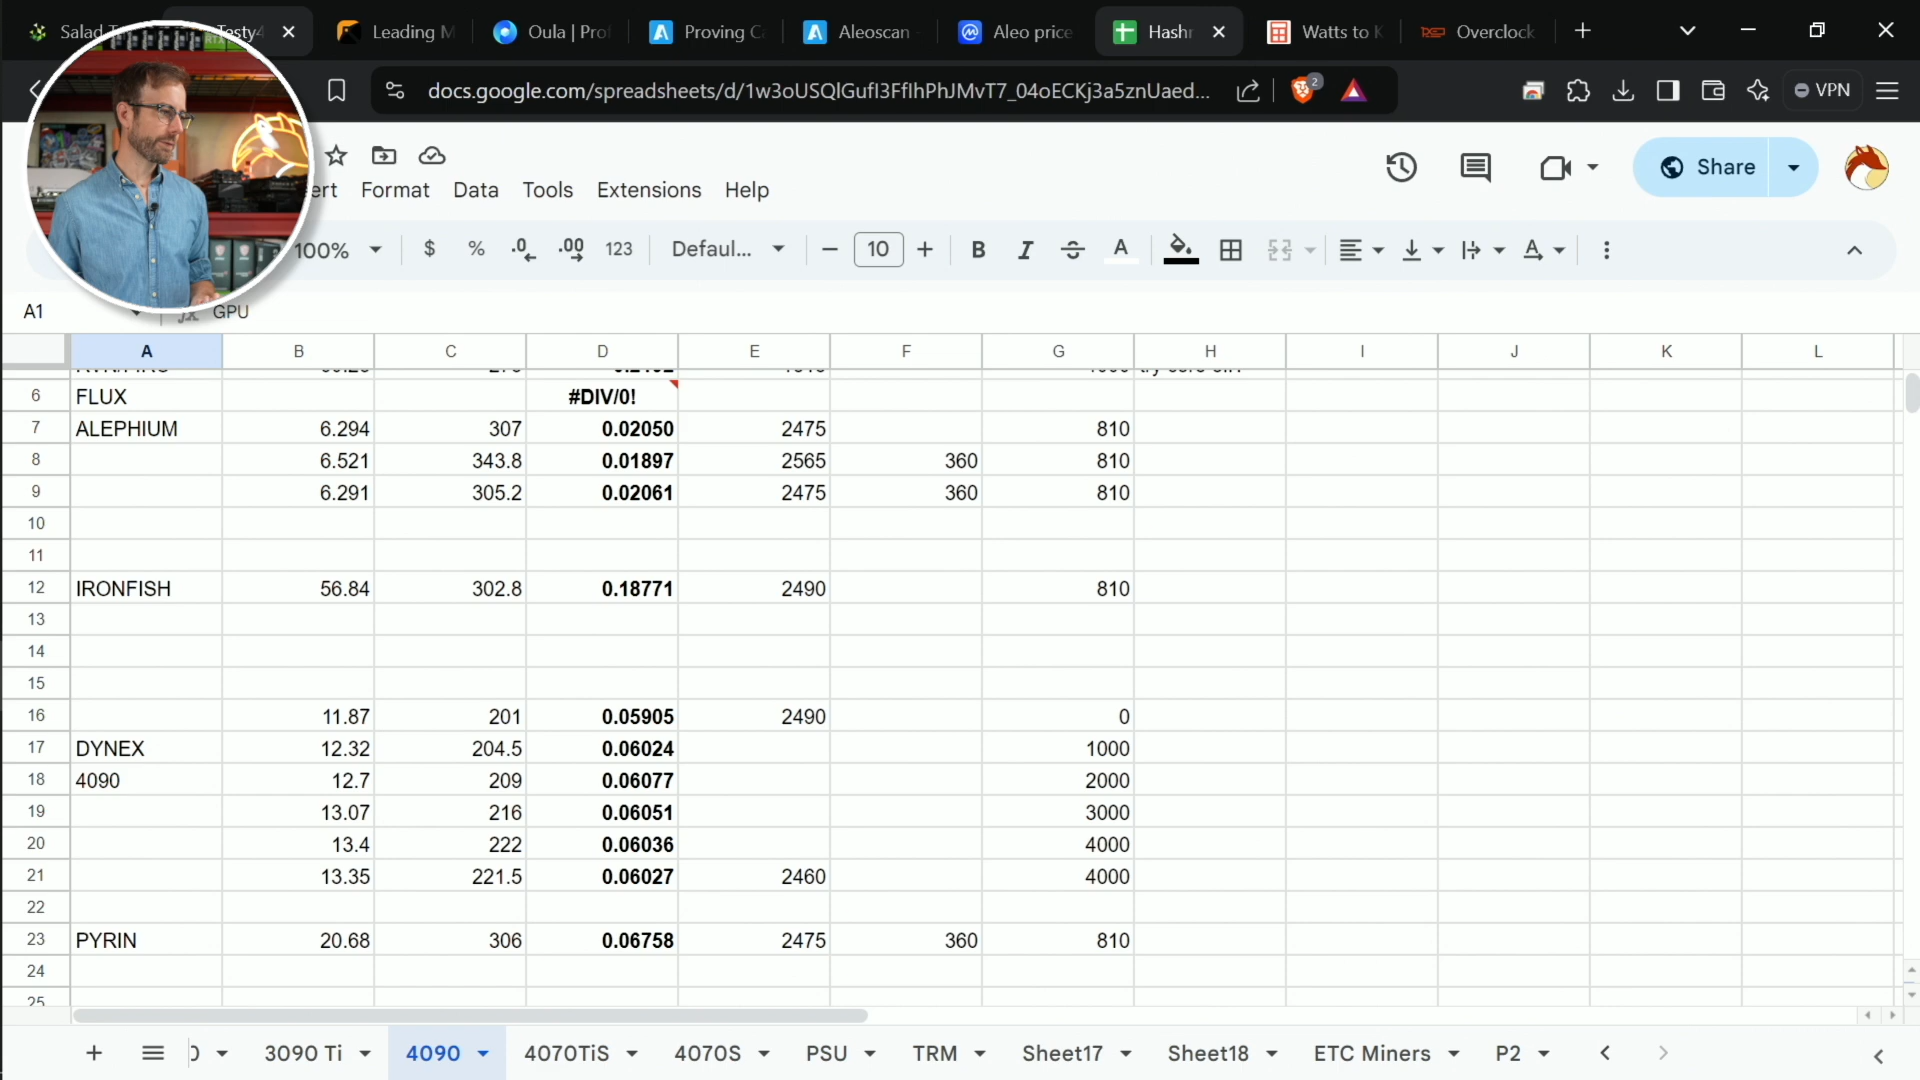 Salad
Testy4
Leading M
Oula | Pro
Proving C
Aleoscan
Aleo price
Hashr
Watts to K
Overclock
docs.google.com/spreadsheets/d/1w3oUSQlGufI3FfIhPhJMvT7_04oECKj3a5znUaed...
2
VPN
Share
ert Format Data Tools Extensions Help
100% $ % .0 .00 123 Defaul... 10 B I A
A1 GPU
A B C D E F G H I J K L
6 FLUX #DIV/0!
7 ALEPHIUM 6.294 307 0.02050 2475 810
8 6.521 343.8 0.01897 2565 360 810
9 6.291 305.2 0.02061 2475 360 810
10
11
12 IRONFISH 56.84 302.8 0.18771 2490 810
13
14
15
16 11.87 201 0.05905 2490 0
17 DYNEX 12.32 204.5 0.06024 1000
18 4090 12.7 209 0.06077 2000
19 13.07 216 0.06051 3000
20 13.4 222 0.06036 4000
21 13.35 221.5 0.06027 2460 4000
22
23 PYRIN 20.68 306 0.06758 2475 360 810
24
25
3090 Ti 4090 4070TiS 4070S PSU TRM Sheet17 Sheet18 ETC Miners P2